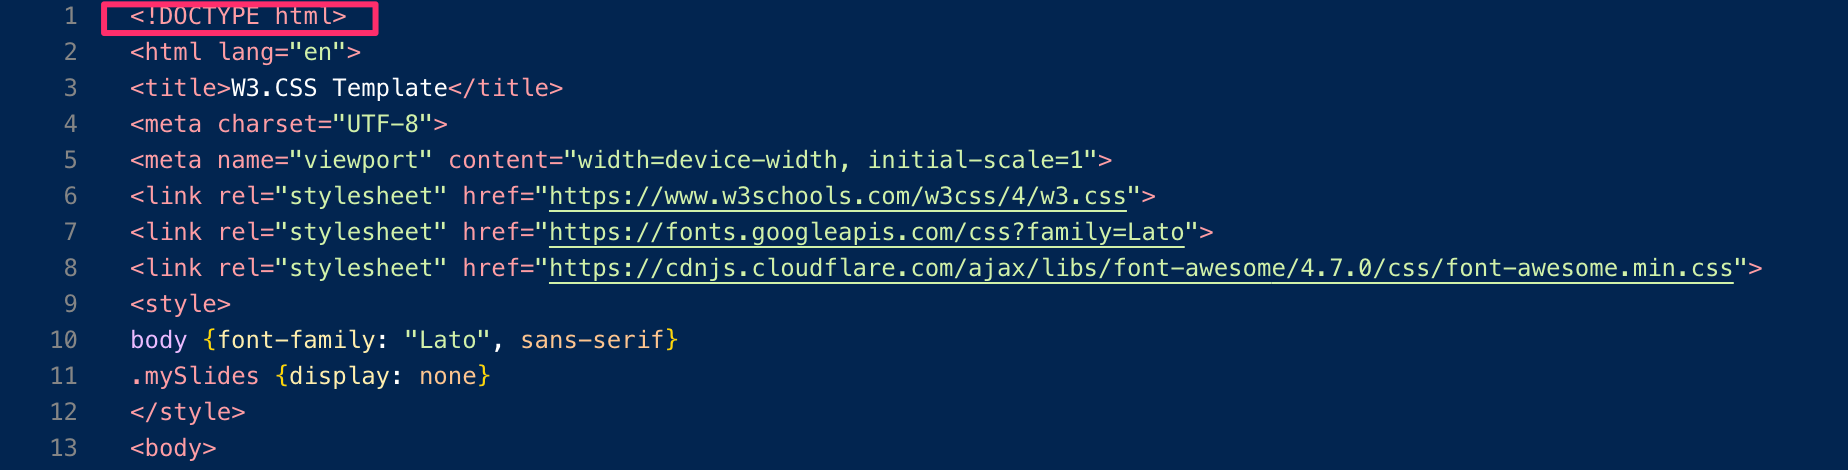 1 <!DOCTYPE html>
2 <html lang="en">
3 <title>W3.CSS Template</title>
4 <meta charset="UTF-8">
5 <meta name="viewport" content="width=device-width, initial-scale=1">
6 <link rel="stylesheet" href="https://www.w3schools.com/w3css/4/w3.css">
7 <link rel="stylesheet" href="https://fonts.googleapis.com/css?family=Lato">
8 <link rel="stylesheet" href="https://cdnjs.cloudflare.com/ajax/libs/font-awesome/4.7.0/css/font-awesome.min.css">
9 <style>
10 body {font-family: "Lato", sans-serif}
11 .mySlides {display: none}
12 </style>
13 <body>